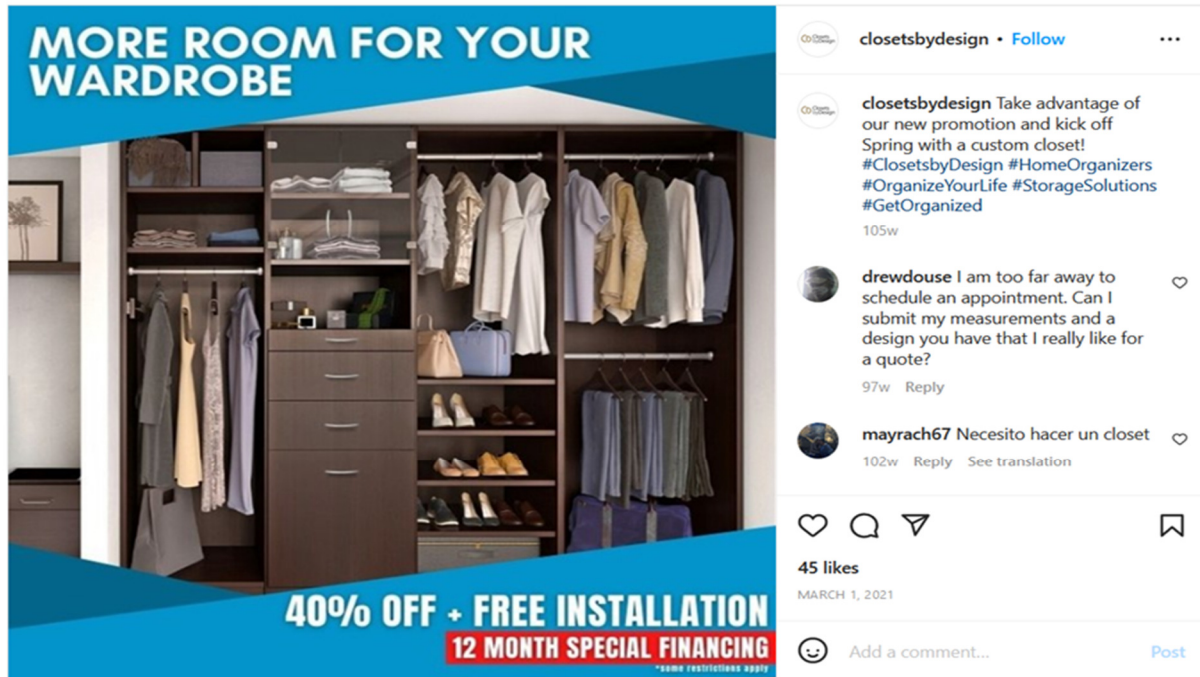 MORE ROOM FOR YOUR
WARDROBE
40% OFF + FREE INSTALLATION
12 MONTH SPECIAL FINANCING
*some restrictions apply
closetsbydesign • Follow
closetsbydesign Take advantage of
our new promotion and kick off
Spring with a custom closet!
#ClosetsbyDesign #HomeOrganizers
#OrganizeYourLife #StorageSolutions
#GetOrganized
105w
drewdouse I am too far away to
schedule an appointment. Can I
submit my measurements and a
design you have that I really like for
a quote?
97w Reply
mayrach67 Necesito hacer un closet
102w Reply See translation
45 likes
MARCH 1, 2021
Add a comment...
Post